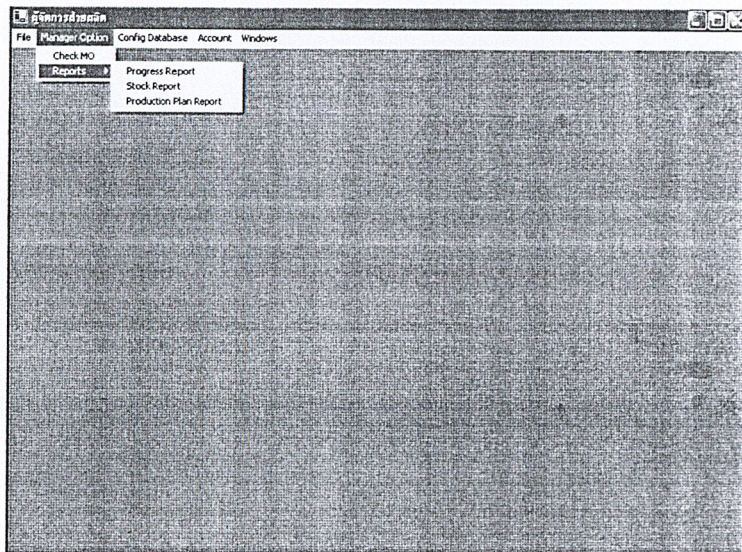 ผู้จัดการฝ่ายผลิต
File Manager Option Config Database Account Windows
Check MO
Reports
Progress Report
Stock Report
Production Plan Report